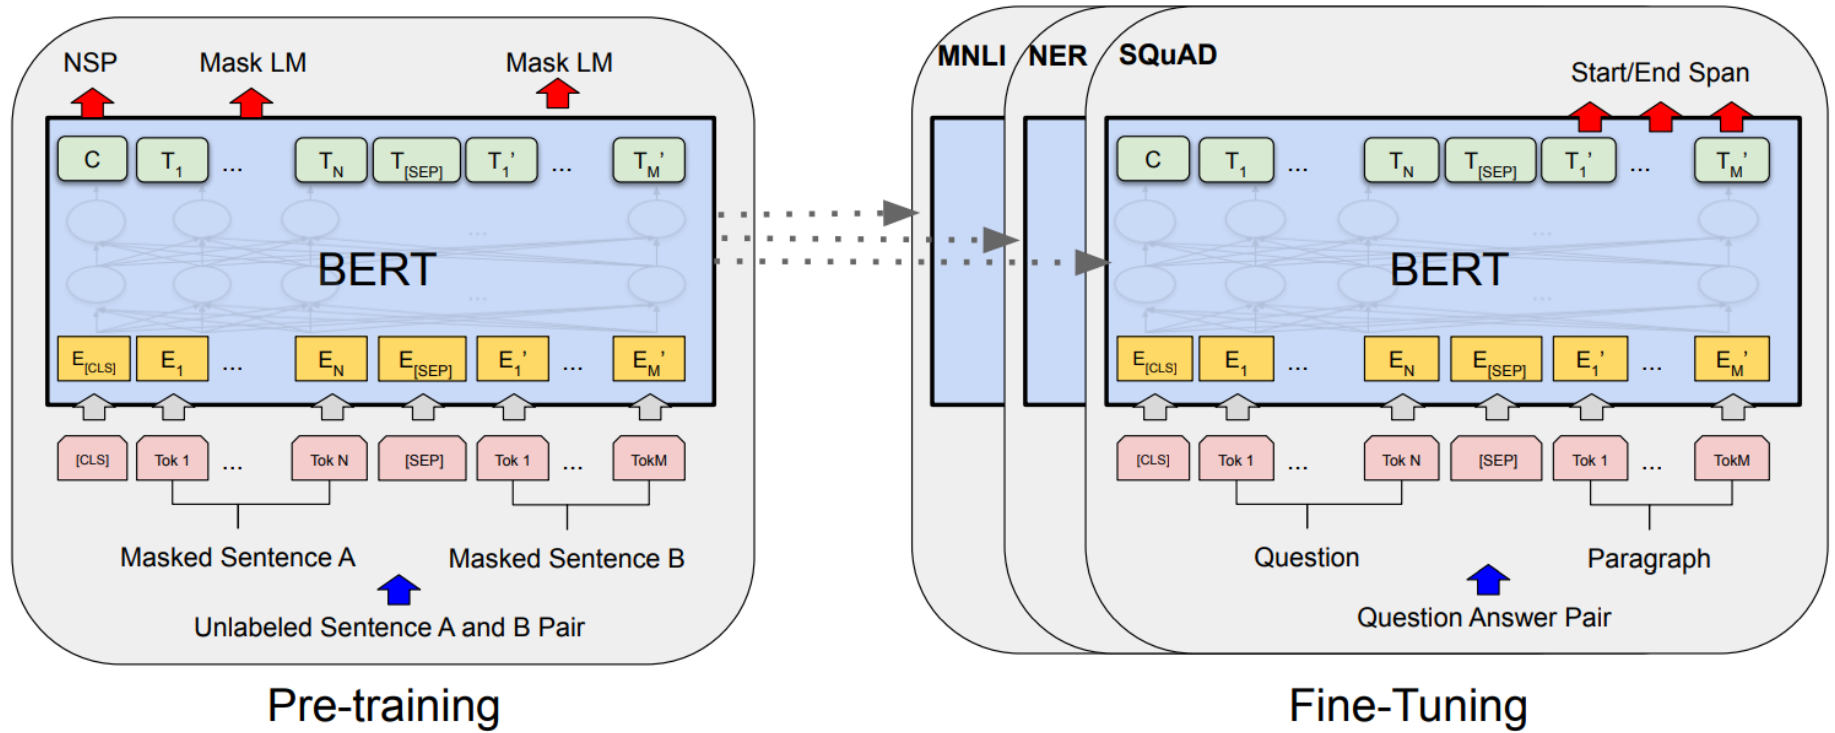 NSP Mask LM Mask LM
C T1 ... TN T[SEP] T1' ... TM'
...
BERT
...
E[CLS] E1 ... EN E[SEP] E1' ... EM'
[CLS] Tok 1 ... Tok N [SEP] Tok 1 ... TokM
Masked Sentence A Masked Sentence B
Unlabeled Sentence A and B Pair
Pre-training
MNLI NER SQuAD
Start/End Span
C T1 ... TN T[SEP] T1' ... TM'
...
BERT
...
E[CLS] E1 ... EN E[SEP] E1' ... EM'
[CLS] Tok 1 ... Tok N [SEP] Tok 1 ... TokM
Question Paragraph
Question Answer Pair
Fine-Tuning